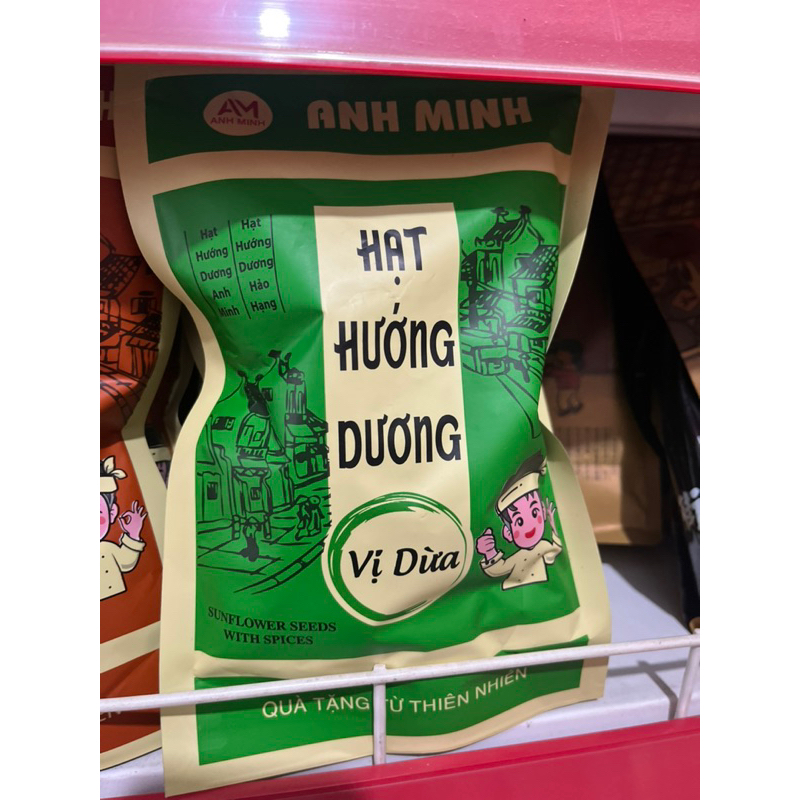 AM
ANH MINH
ANH MINH
Hạt
Hướng
Dương
Anh
Minh
Hạt
Hướng
Dương
Hảo
Hạng
HẠT
HƯỚNG
DƯƠNG
Vị Dừa
SUNFLOWER SEEDS
WITH SPICES
QUÀ TẶNG TỪ THIÊN NHIÊN